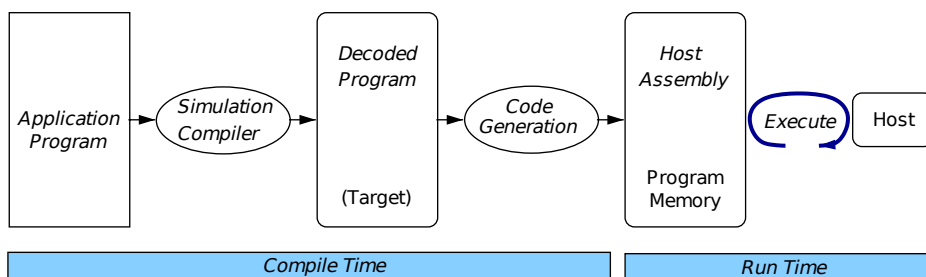 Application
Program
Simulation
Compiler
Decoded
Program
(Target)
Code
Generation
Host
Assembly
Program
Memory
Execute
Host
Compile Time
Run Time